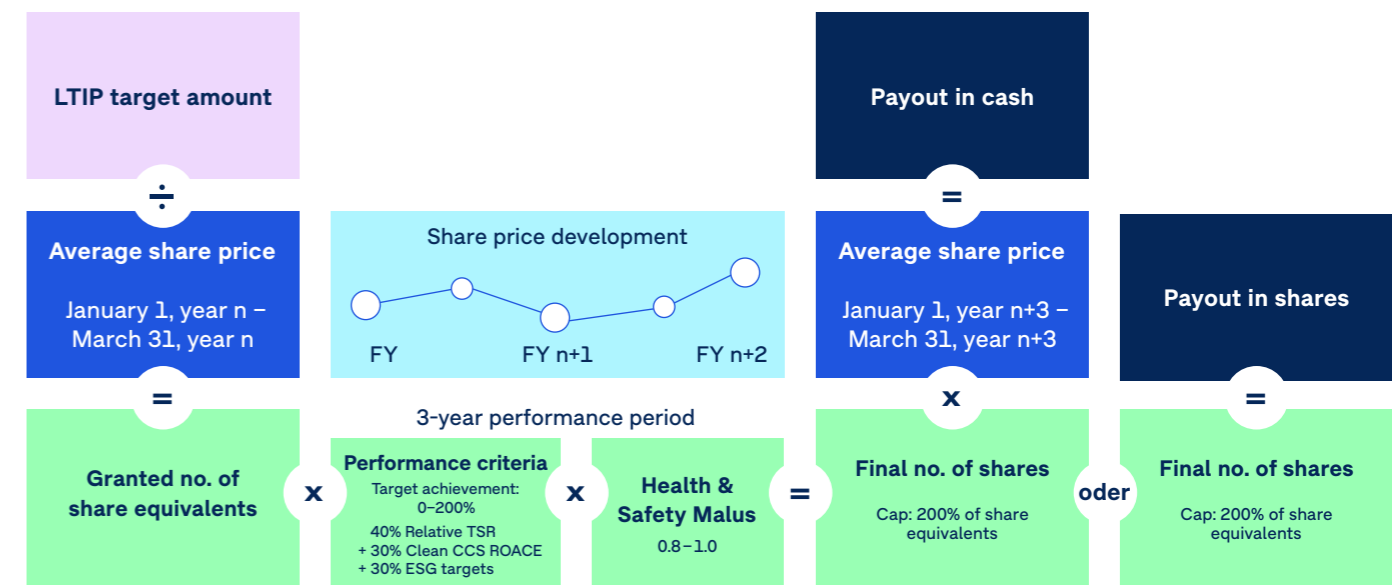 LTIP target amount
÷
Average share price
January 1, year n –
March 31, year n
=
Granted no. of
share equivalents
x
Share price development
FY
FY n+1
FY n+2
3-year performance period
Performance criteria
Target achievement:
0–200%
40% Relative TSR
+ 30% Clean CCS ROACE
+ 30% ESG targets
x
Health &
Safety Malus
0.8–1.0
=
Payout in cash
=
Average share price
January 1, year n+3 –
March 31, year n+3
x
Final no. of shares
Cap: 200% of share
equivalents
oder
Payout in shares
=
Final no. of shares
Cap: 200% of share
equivalents